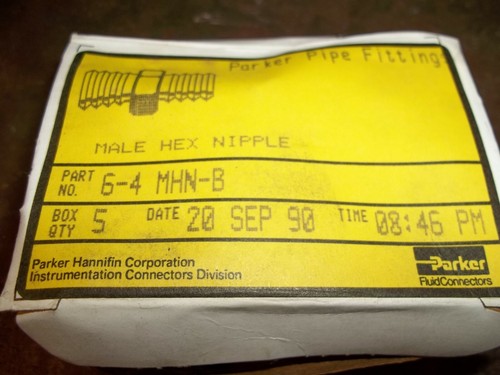 Parker Pipe Fitting
MALE HEX NIPPLE
PART NO. 6-4 MHN-B
BOX QTY 5 DATE 20 SEP 90 TIME 08:46 PM
Parker Hannifin Corporation
Instrumentation Connectors Division
Parker
FluidConnectors